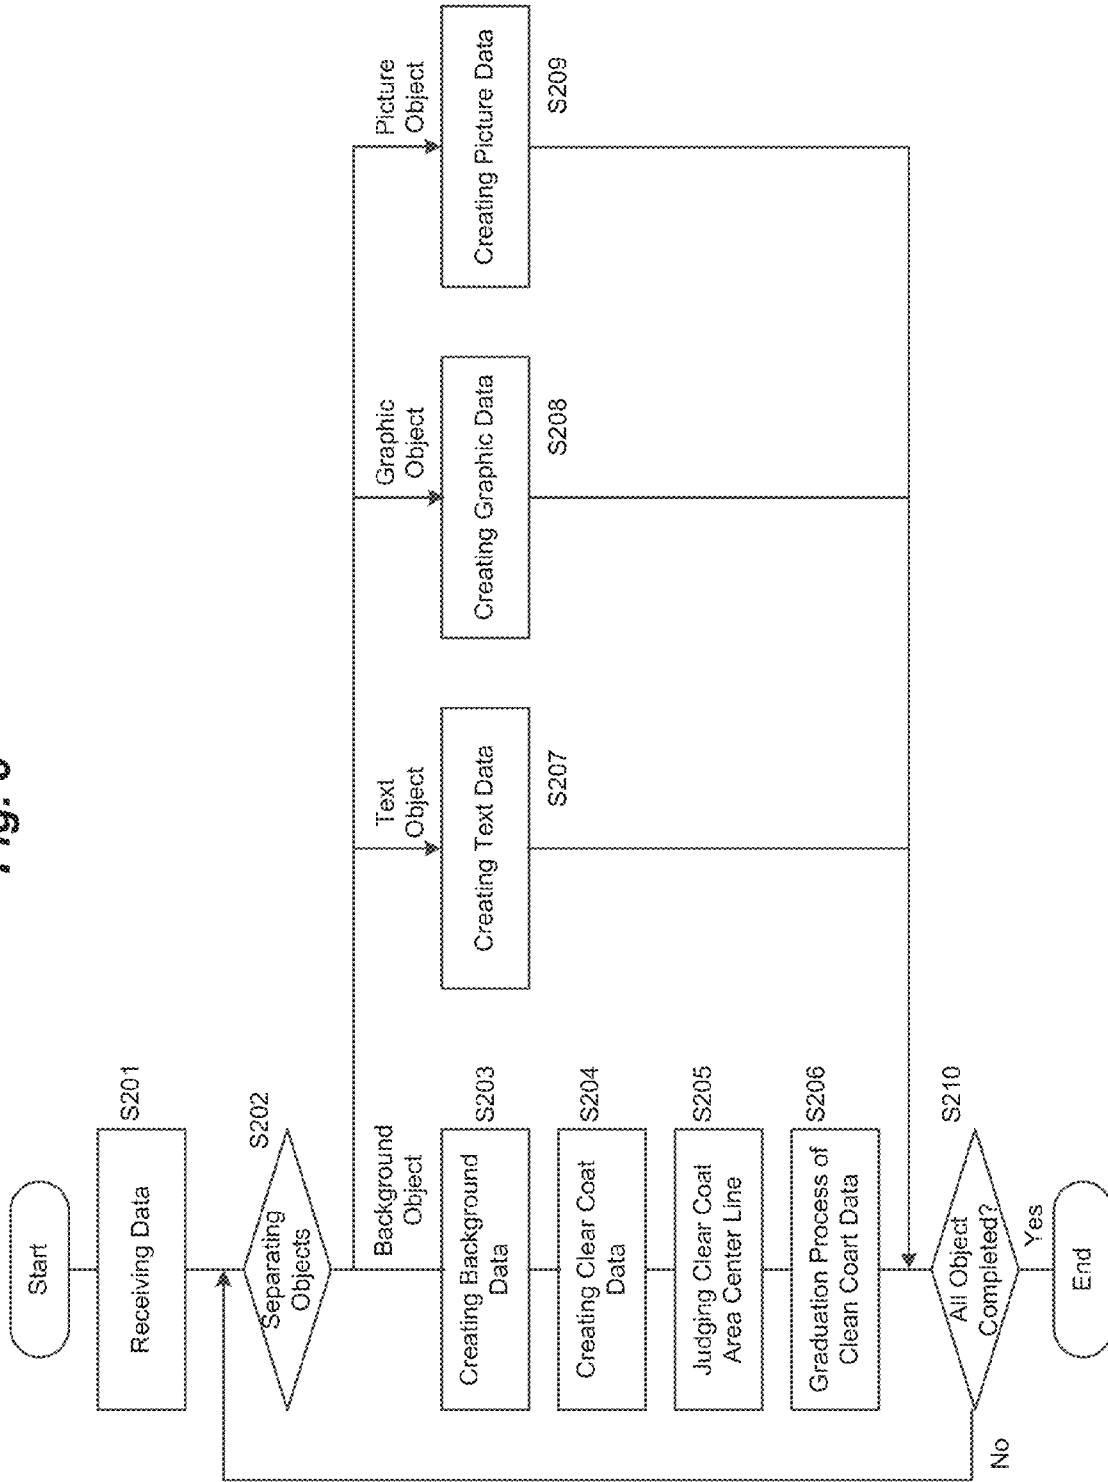 Start
Receiving Data
S201
Separating
Objects
S202
Background
Object
Text
Object
Graphic
Object
Picture
Object
Creating Background
Data
S203
Creating Clear Coat
Data
S204
Judging Clear Coat
Area Center Line
S205
Graduation Process of
Clean Coart Data
S206
Creating Text Data
S207
Creating Graphic Data
S208
Creating Picture Data
S209
All Object
Completed?
S210
No
Yes
End